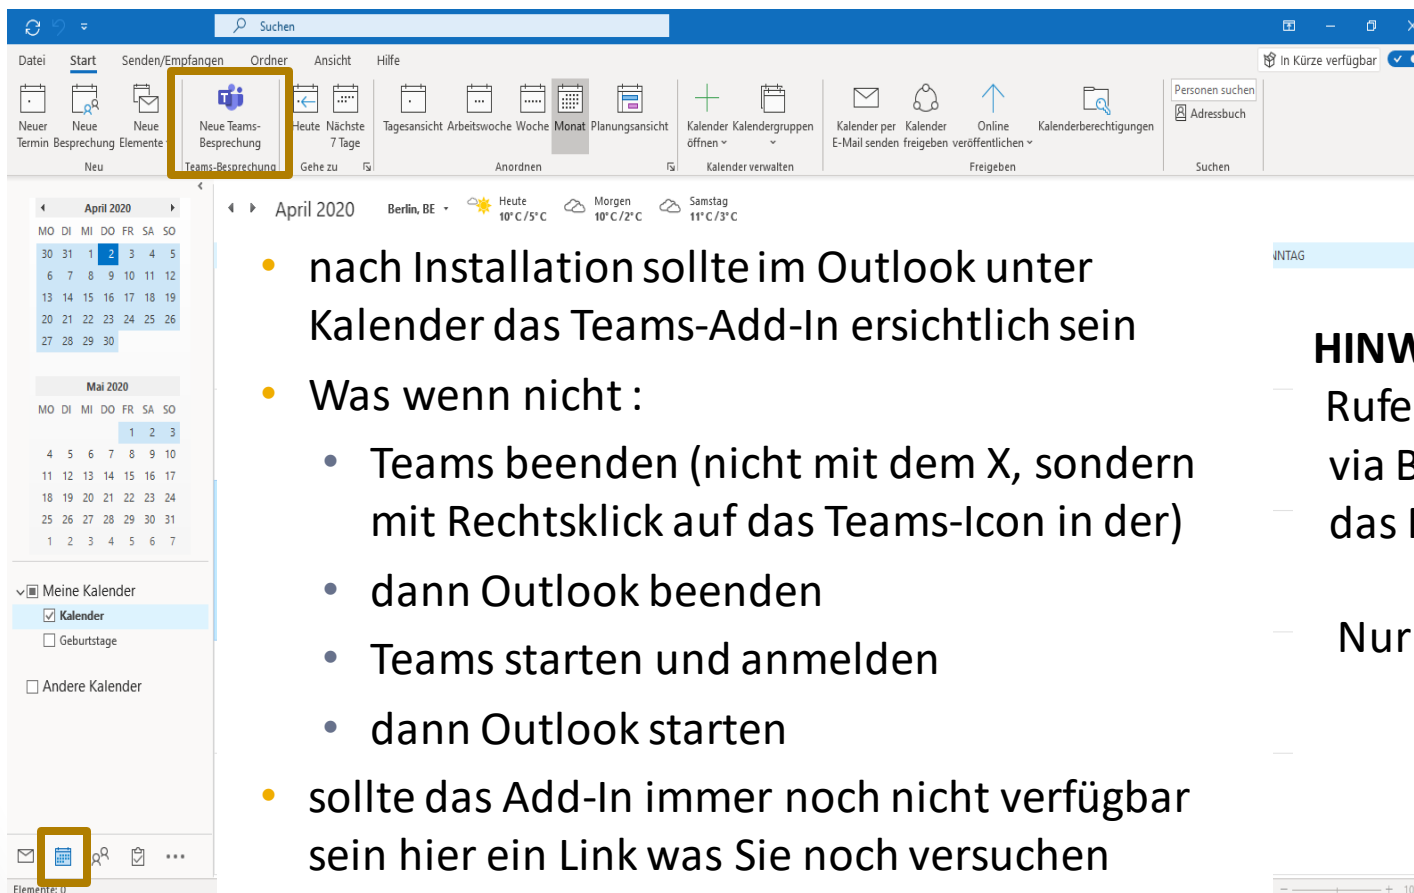 Suchen
Datei Start Senden/Empfangen Ordner Ansicht Hilfe
In Kürze verfügbar
Neuer Termin
Neue Besprechung
Neue Elemente
Neu
Neue Teams-Besprechung
Teams-Besprechung
Heute
Nächste 7 Tage
Gehe zu
Tagesansicht Arbeitswoche Woche Monat Planungsansicht
Anordnen
Kalender öffnen
Kalendergruppen
Kalender verwalten
Kalender per E-Mail senden
Kalender freigeben
Online veröffentlichen
Kalenderberechtigungen
Freigeben
Personen suchen
Adressbuch
Suchen
April 2020
MO DI MI DO FR SA SO
30 31 1 2 3 4 5
6 7 8 9 10 11 12
13 14 15 16 17 18 19
20 21 22 23 24 25 26
27 28 29 30
Mai 2020
MO DI MI DO FR SA SO
1 2 3
4 5 6 7 8 9 10
11 12 13 14 15 16 17
18 19 20 21 22 23 24
25 26 27 28 29 30 31
1 2 3 4 5 6 7
Meine Kalender
Kalender
Geburtstage
Andere Kalender
Elemente: 0
April 2020
Berlin, BE
Heute
10° C / 5° C
Morgen
10° C / 2° C
Samstag
11° C / 3° C
• nach Installation sollte im Outlook unter
Kalender das Teams-Add-In ersichtlich sein
• Was wenn nicht :
• Teams beenden (nicht mit dem X, sondern
mit Rechtsklick auf das Teams-Icon in der)
• dann Outlook beenden
• Teams starten und anmelden
• dann Outlook starten
• sollte das Add-In immer noch nicht verfügbar
sein hier ein Link was Sie noch versuchen
NNTAG
HINW
Rufe
via B
das
Nur
10